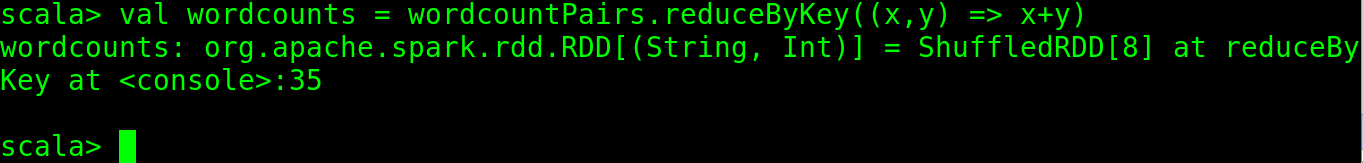 scala> val wordcounts = wordcountPairs.reduceByKey((x,y) => x+y)
wordcounts: org.apache.spark.rdd.RDD[(String, Int)] = ShuffledRDD[8] at reduceBy
Key at <console>:35
scala>